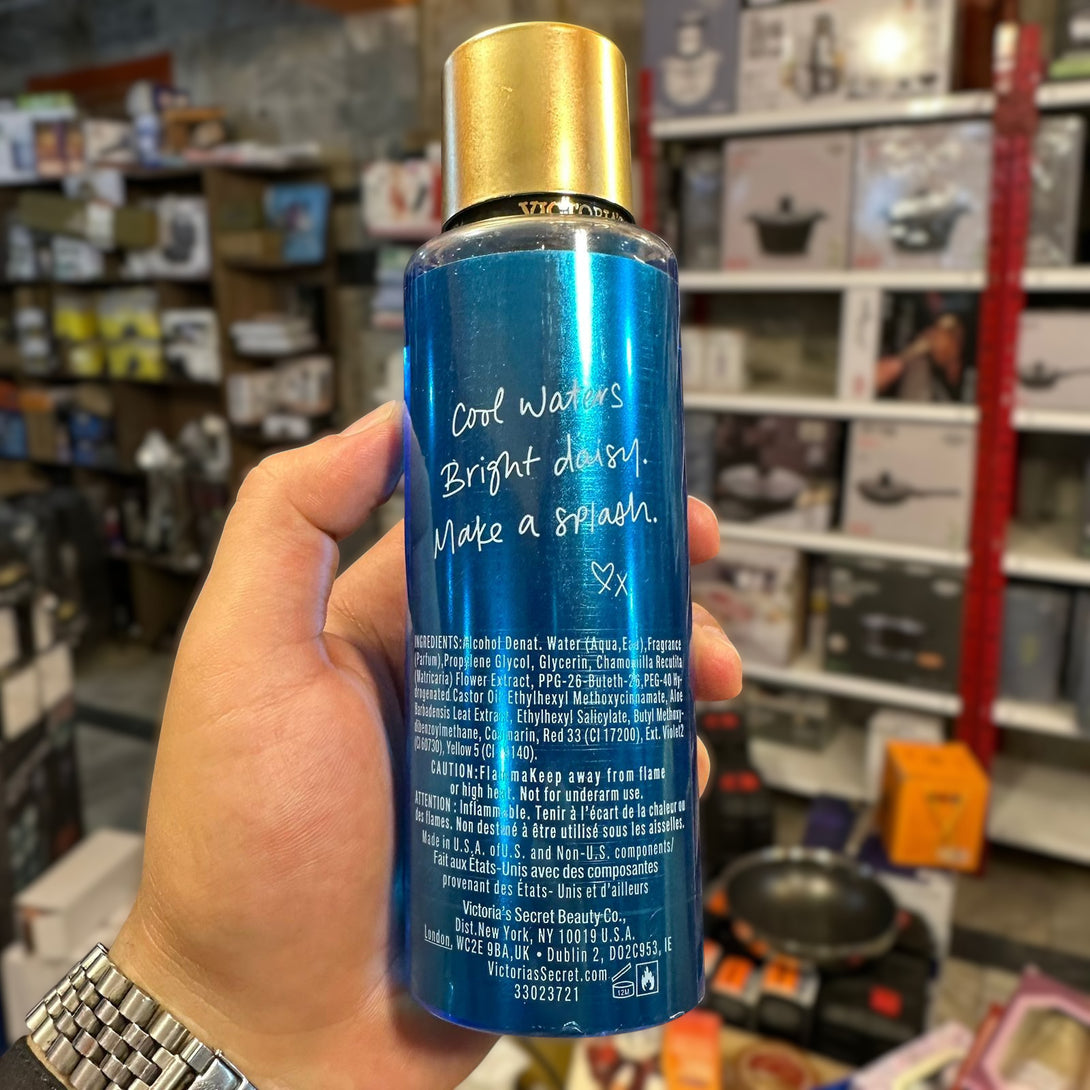 VICTORIA'S
Cool waters
Bright daisy.
Make a splash.
x
INGREDIENTS:Alcohol Denat. Water (Aqua,Eau),Fragrance
(Parfum),Propylene Glycol, Glycerin, Chamomilla Recutita
(Matricaria) Flower Extract, PPG-26-Buteth-26,PEG-40 Hy-
drogenated Castor Oil, Ethylhexyl Methoxycinnamate, Aloe
Barbadensis Leaf Extract, Ethylhexyl Salicylate, Butyl Methoxy-
dibenzoylmethane, Coumarin, Red 33 (CI 17200), Ext. Violet2
(CI 60730), Yellow 5 (CI 19140).
CAUTION:Flammakeep away from flame
or high heat. Not for underarm use.
ATTENTION : Inflammable. Tenir à l'écart de la chaleur ou
des flames. Non destiné à être utilisé sous les aisselles.
Made in U.S.A. ofU.S. and Non-U.S. components/
Fait aux États-Unis avec des composantes
provenant des États- Unis et d'ailleurs
Victoria's Secret Beauty Co.,
Dist.New York, NY 10019 U.S.A.
London, WC2E 9BA,UK • Dublin 2, D02C953, IE
VictoriasSecret.com
33023721
12M